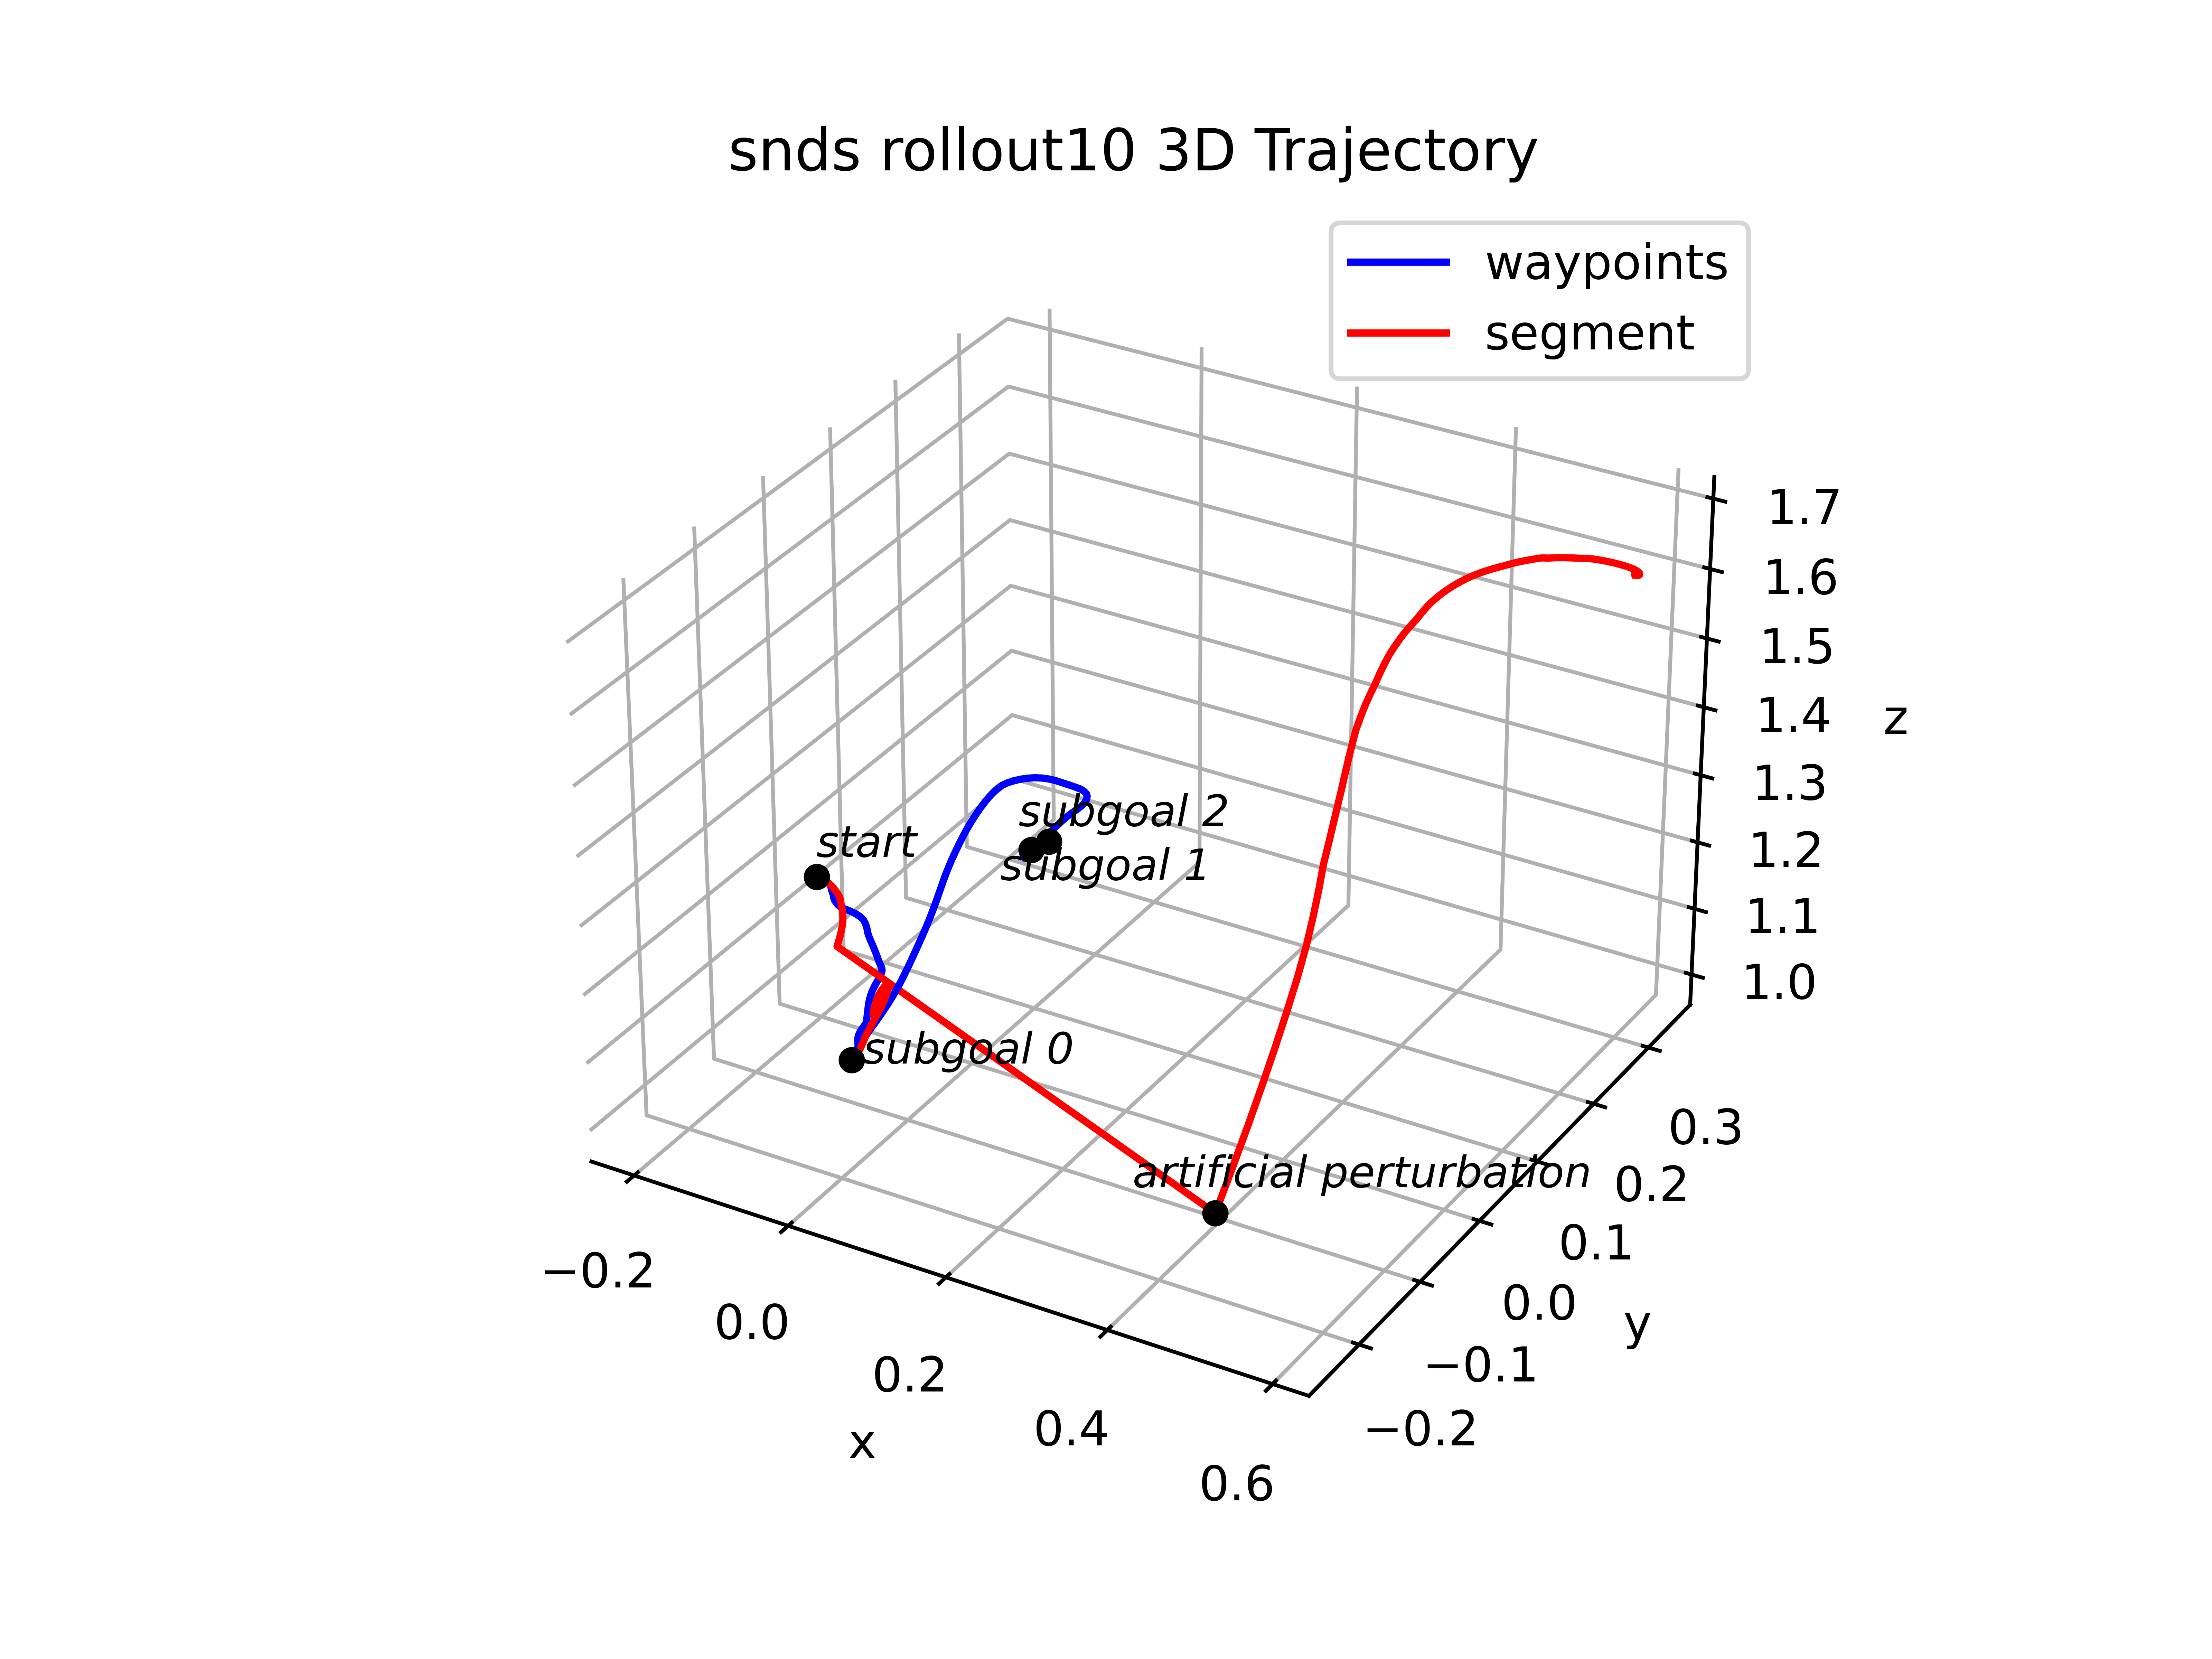 snds rollout10 3D Trajectory
waypoints
segment
subgoal 2
start
subgoal 1
subgoal 0
artificial perturbation
1.7
1.6
1.5
1.4
z
1.3
1.2
1.1
1.0
0.3
0.2
0.1
0.0
y
−0.1
−0.2
−0.2
0.0
0.2
x
0.4
0.6